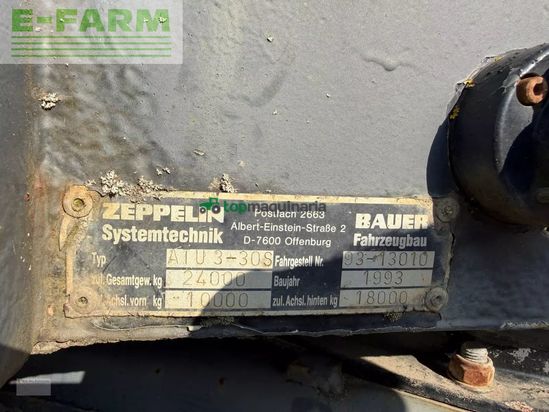 E-FARM
ZEPPELIN
Systemtechnik
Postfach 2663
Albert-Einstein-Straße 2
D-7600 Offenburg
BAUER
Fahrzeugbau
topmaquinaria
Typ ATU 3-30S Fahrgestell Nr. 93-13010
zul. Gesamtgew. kg 24000 Baujahr 1993
zul. Achsl. vorn kg 10000 zul. Achsl. hinten kg 18000